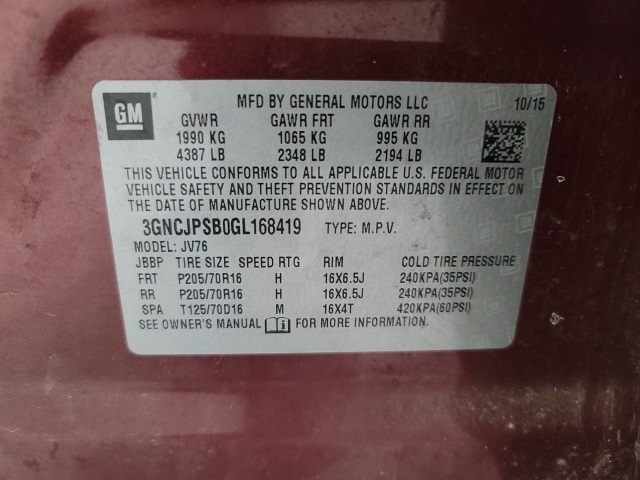 GM
MFD BY GENERAL MOTORS LLC 10/15
GVWR GAWR FRT GAWR RR
1990 KG 1065 KG 995 KG
4387 LB 2348 LB 2194 LB
THIS VEHICLE CONFORMS TO ALL APPLICABLE U.S. FEDERAL MOTOR
VEHICLE SAFETY AND THEFT PREVENTION STANDARDS IN EFFECT ON
THE DATE OF MANUFACTURE SHOWN ABOVE.
3GNCJPSB0GL168419 TYPE: M.P.V.
MODEL: JV76
JBBP TIRE SIZE SPEED RTG RIM COLD TIRE PRESSURE
FRT P205/70R16 H 16X6.5J 240KPA(35PSI)
RR P205/70R16 H 16X6.5J 240KPA(35PSI)
SPA T125/70D16 M 16X4T 420KPA(60PSI)
SEE OWNER'S MANUAL FOR MORE INFORMATION.